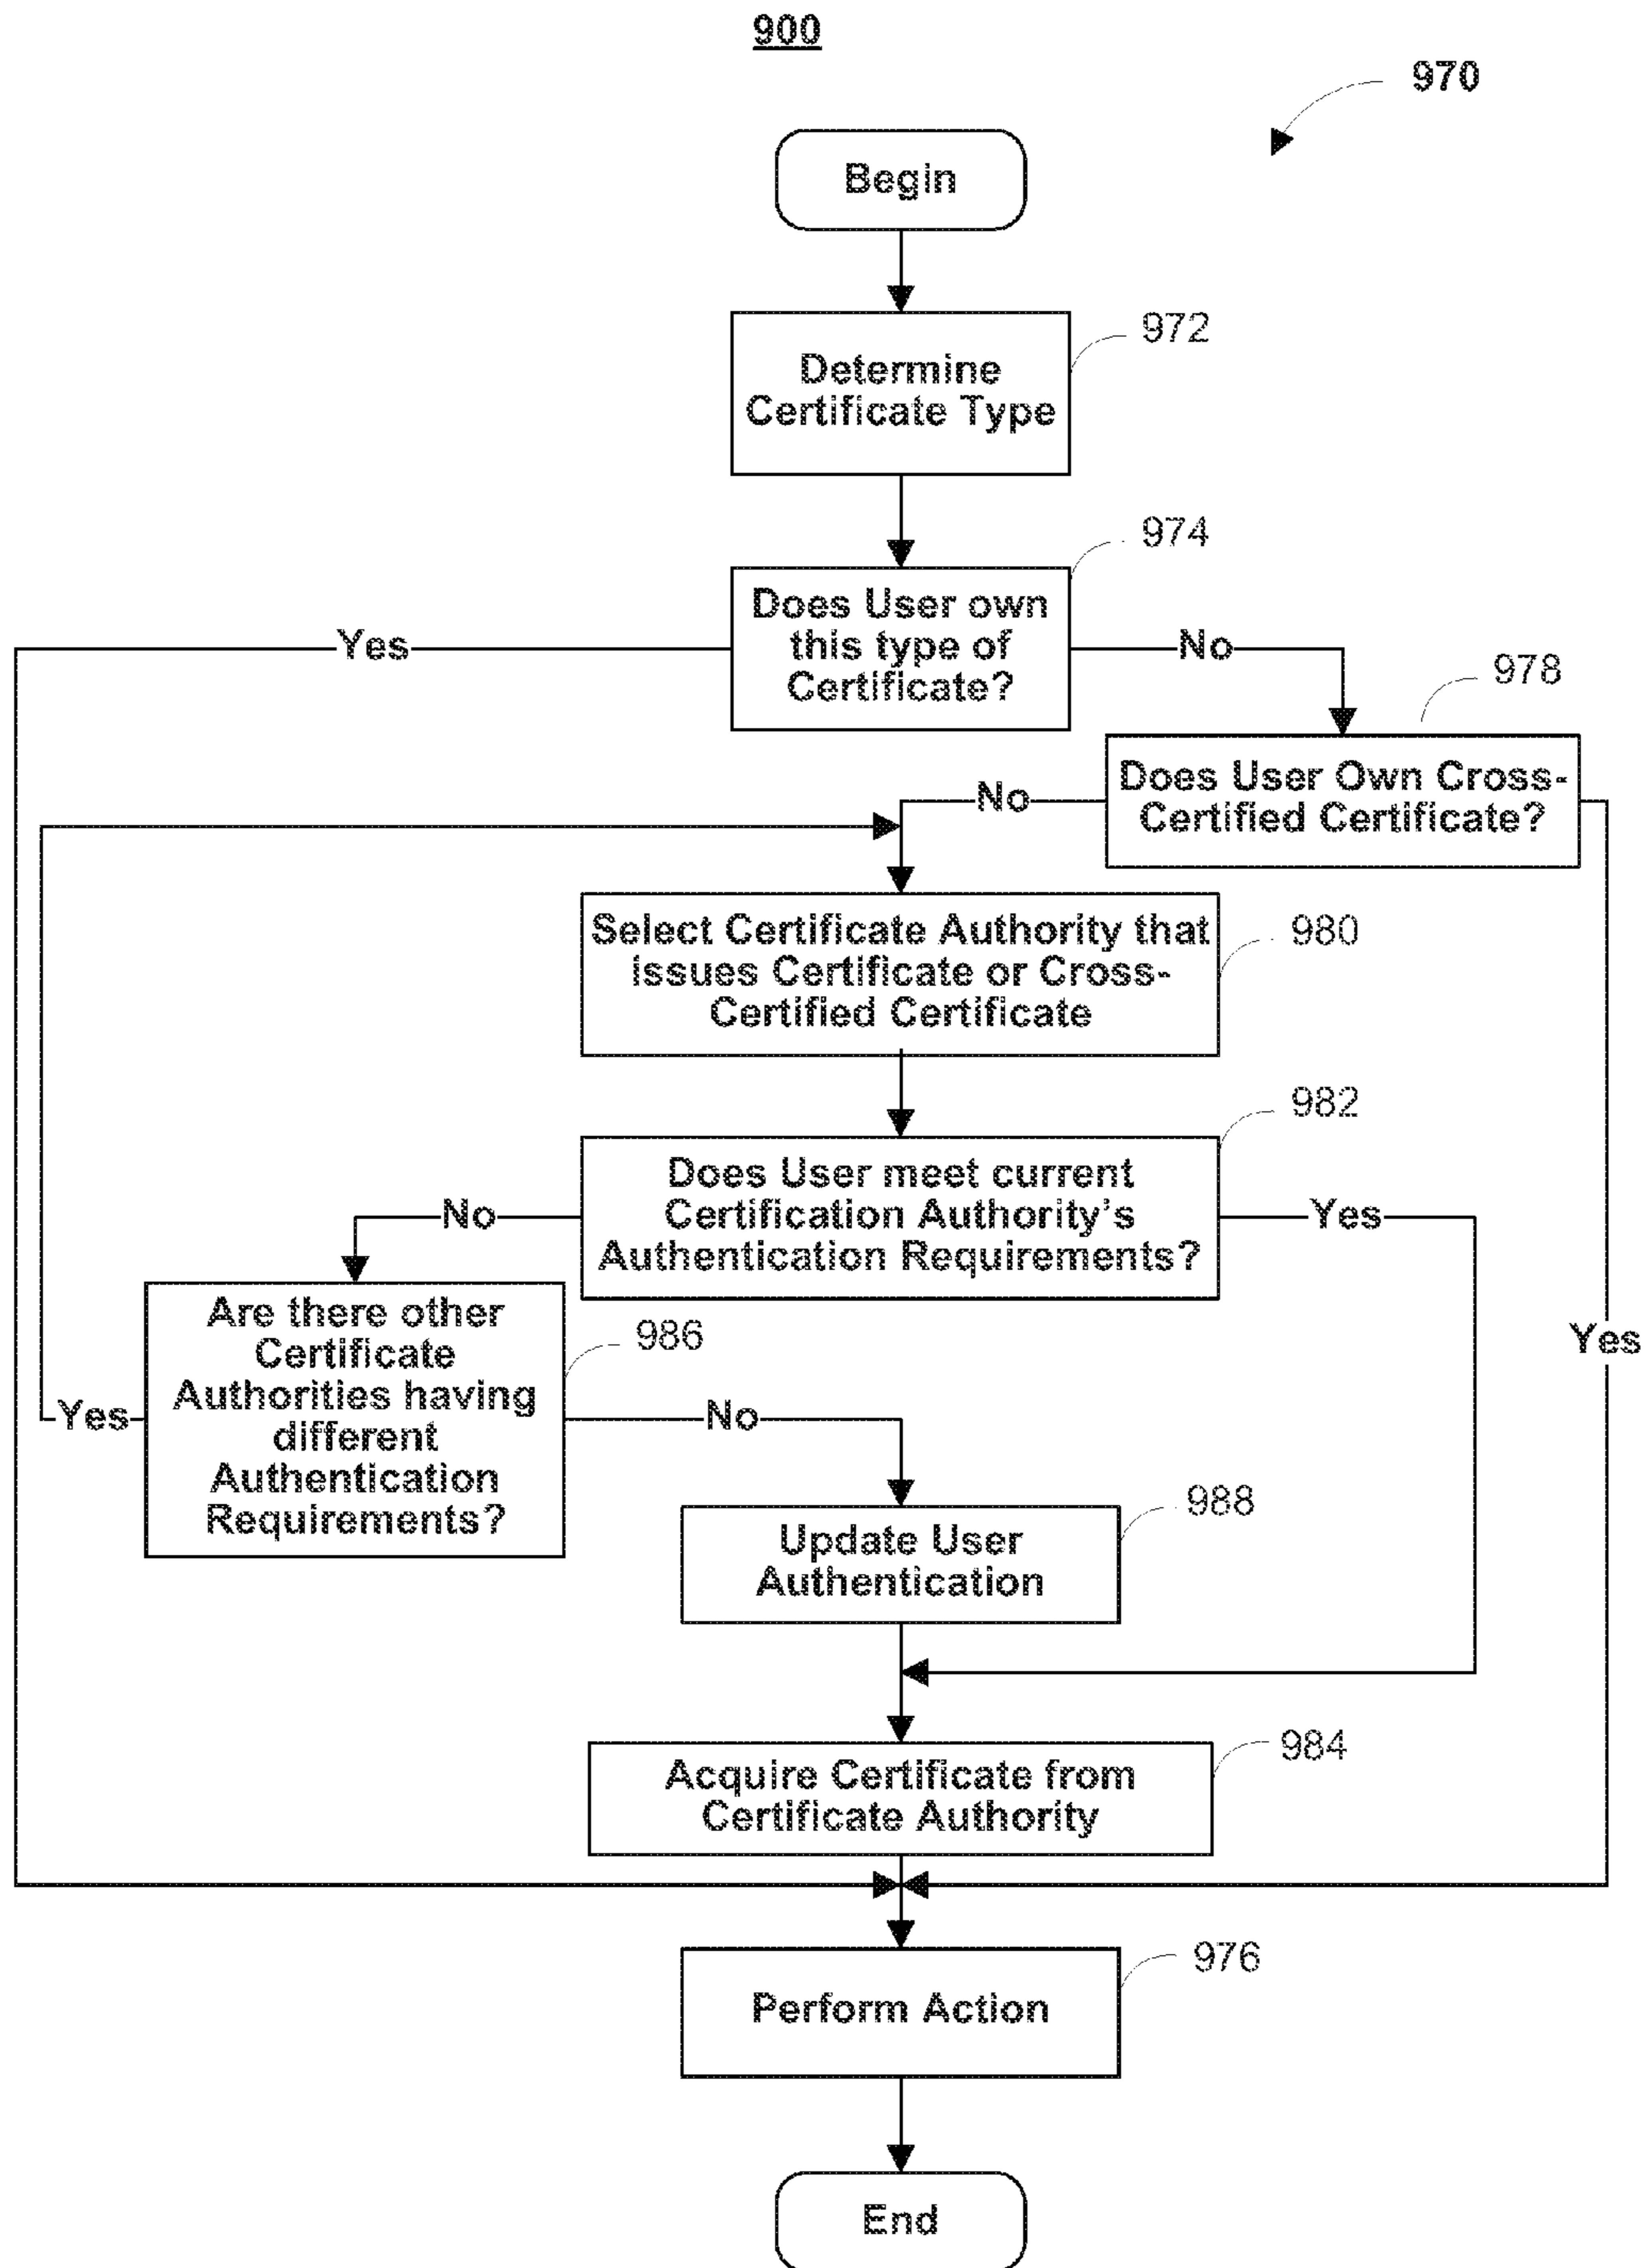 900
970
Begin
972
Determine
Certificate Type
974
Does User own
this type of
Certificate?
Yes
No
978
Does User Own Cross-
Certified Certificate?
No
Yes
Select Certificate Authority that
issues Certificate or Cross-
Certified Certificate
980
982
Does User meet current
Certification Authority's
Authentication Requirements?
No
Yes
Are there other
Certificate
Authorities having
different
Authentication
Requirements?
986
Yes
No
988
Update User
Authentication
984
Acquire Certificate from
Certificate Authority
976
Perform Action
End